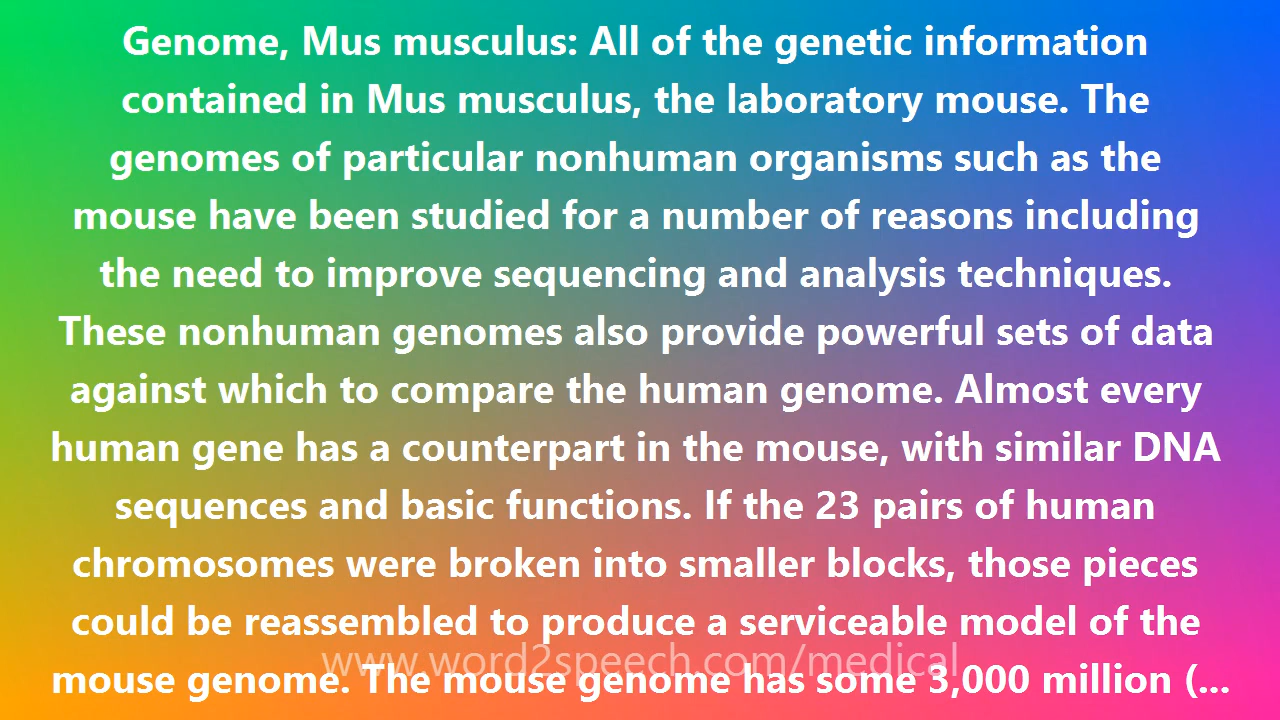 Genome, Mus musculus: All of the genetic information
contained in Mus musculus, the laboratory mouse. The
genomes of particular nonhuman organisms such as the
mouse have been studied for a number of reasons including
the need to improve sequencing and analysis techniques.
These nonhuman genomes also provide powerful sets of data
against which to compare the human genome. Almost every
human gene has a counterpart in the mouse, with similar DNA
sequences and basic functions. If the 23 pairs of human
chromosomes were broken into smaller blocks, those pieces
could be reassembled to produce a serviceable model of the
www.word2speech.com/medical
mouse genome. The mouse genome has some 3,000 million (...